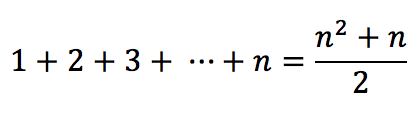 1 + 2 + 3 + ⋯ + n = (n² + n) / 2